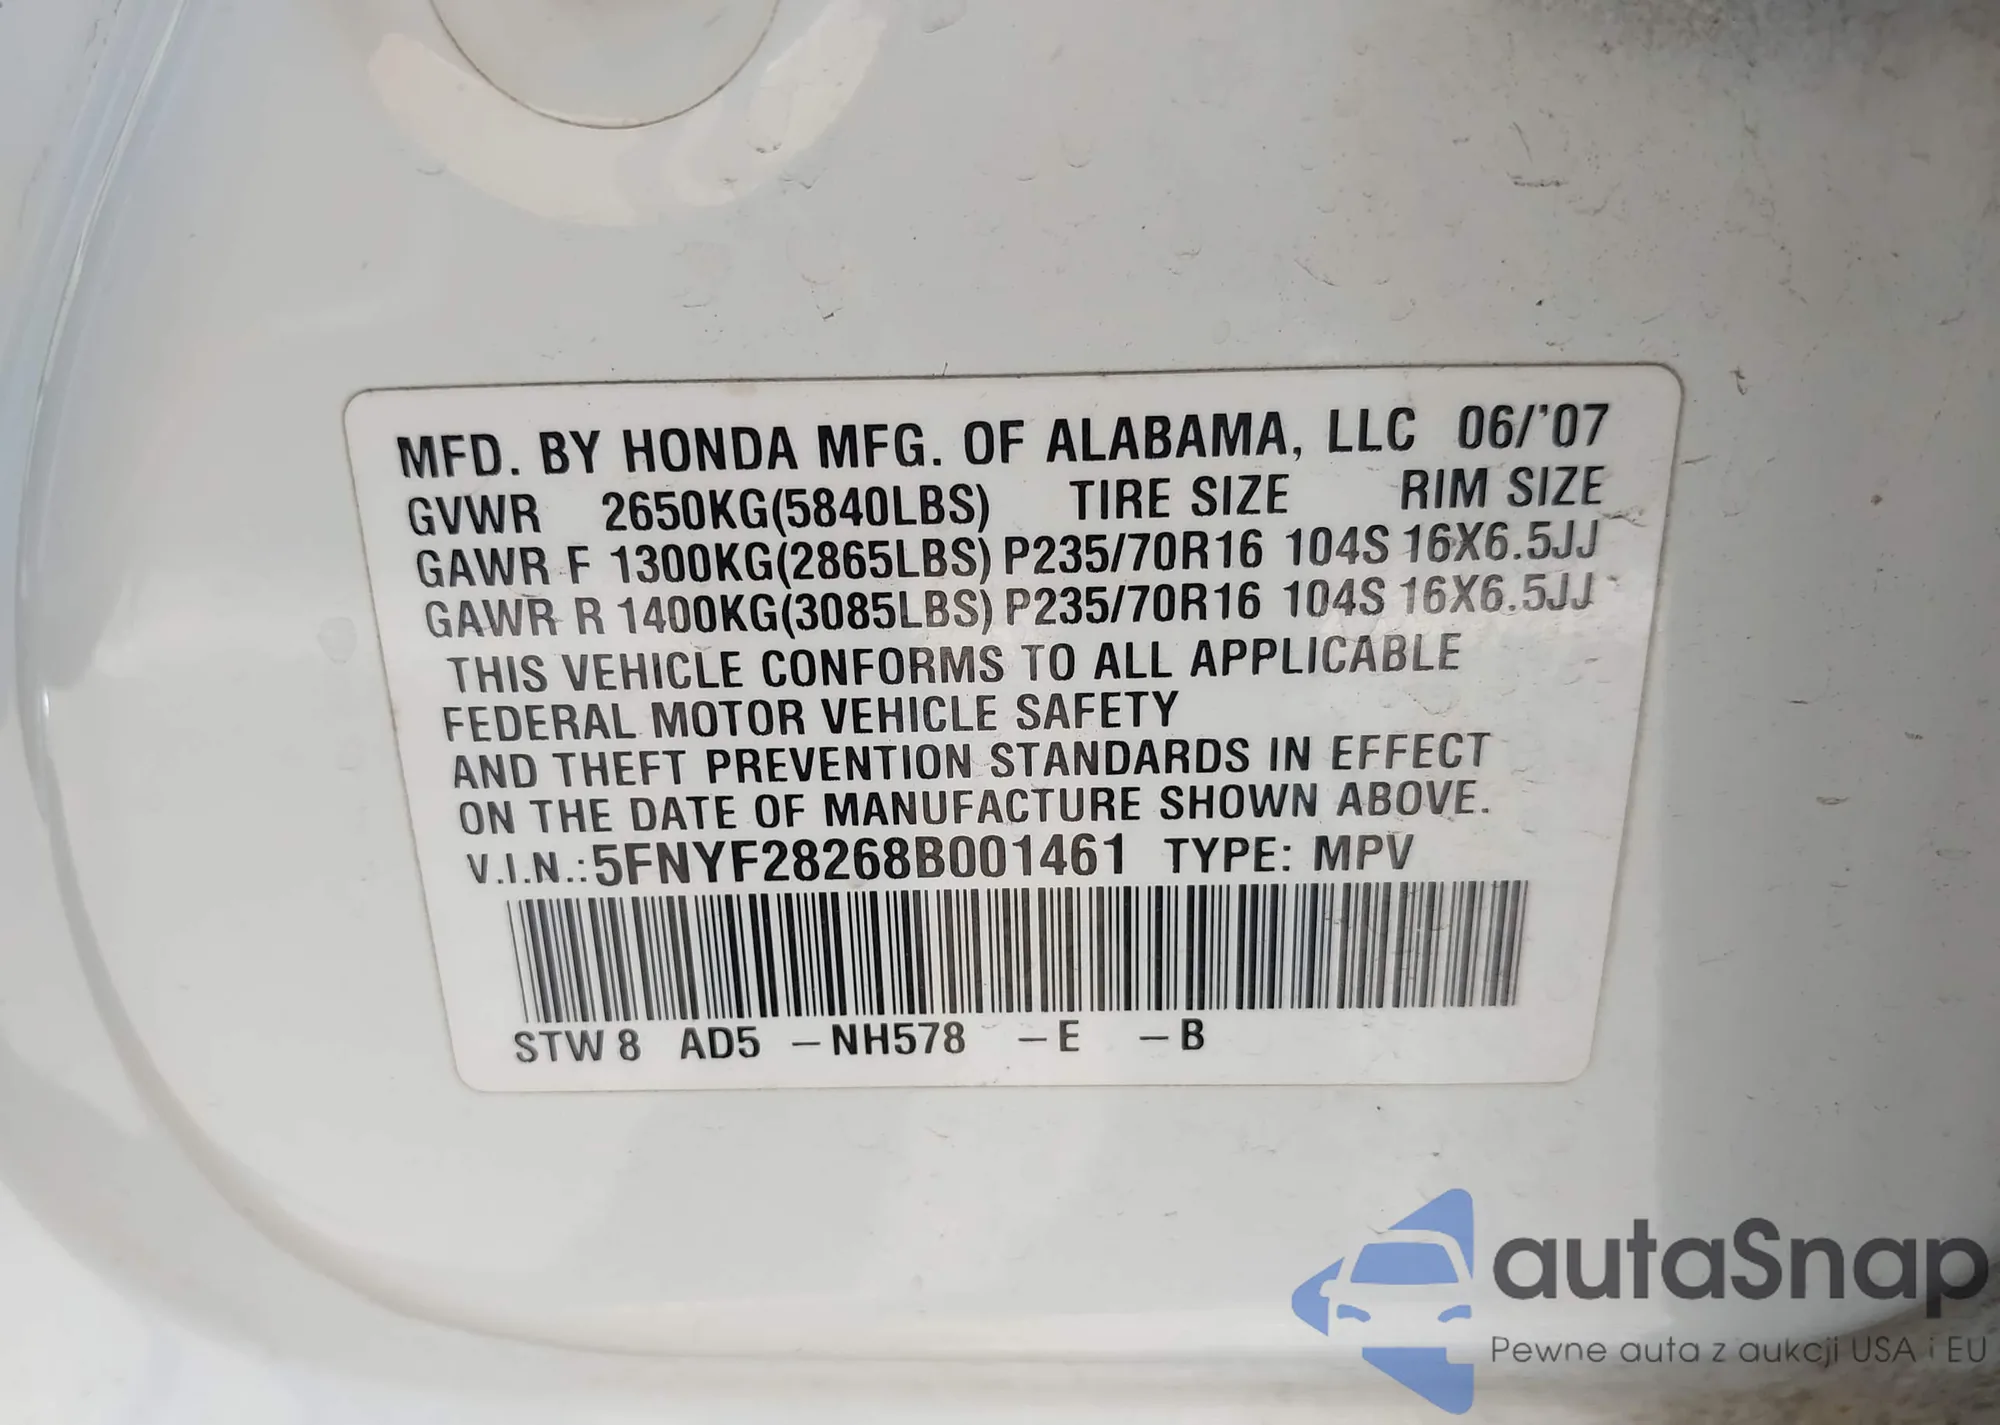 MFD. BY HONDA MFG. OF ALABAMA, LLC 06/'07
GVWR 2650KG(5840LBS) TIRE SIZE RIM SIZE
GAWR F 1300KG(2865LBS) P235/70R16 104S 16X6.5JJ
GAWR R 1400KG(3085LBS) P235/70R16 104S 16X6.5JJ
THIS VEHICLE CONFORMS TO ALL APPLICABLE
FEDERAL MOTOR VEHICLE SAFETY
AND THEFT PREVENTION STANDARDS IN EFFECT
ON THE DATE OF MANUFACTURE SHOWN ABOVE.
V.I.N.:5FNYF28268B001461 TYPE: MPV
STW8 AD5 –NH578 –E –B
autaSnap
Pewne auta z aukcji USA i EU